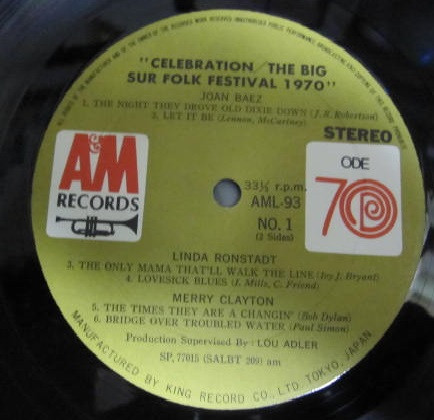 "CELEBRATION/THE BIG
SUR FOLK FESTIVAL 1970"
JOAN BAEZ
1. THE NIGHT THEY DROVE OLD DIXIE DOWN (J. R. Robertson)
2. LET IT BE (Lennon, McCartney)
STEREO
A&M
RECORDS
33⅓ r.p.m.
AML-93
NO. 1
(2 Sides)
ODE
70
LINDA RONSTADT
3. THE ONLY MAMA THAT'LL WALK THE LINE (Ivy J. Bryant)
4. LOVESICK BLUES (J. Mills, C. Friend)
MERRY CLAYTON
5. THE TIMES THEY ARE A CHANGIN' (Bob Dylan)
6. BRIDGE OVER TROUBLED WATER (Paul Simon)
Production Supervised By : LOU ADLER
SP, 77015 (SALBT 209) am
MANUFACTURED BY KING RECORD CO., LTD. TOKYO, JAPAN